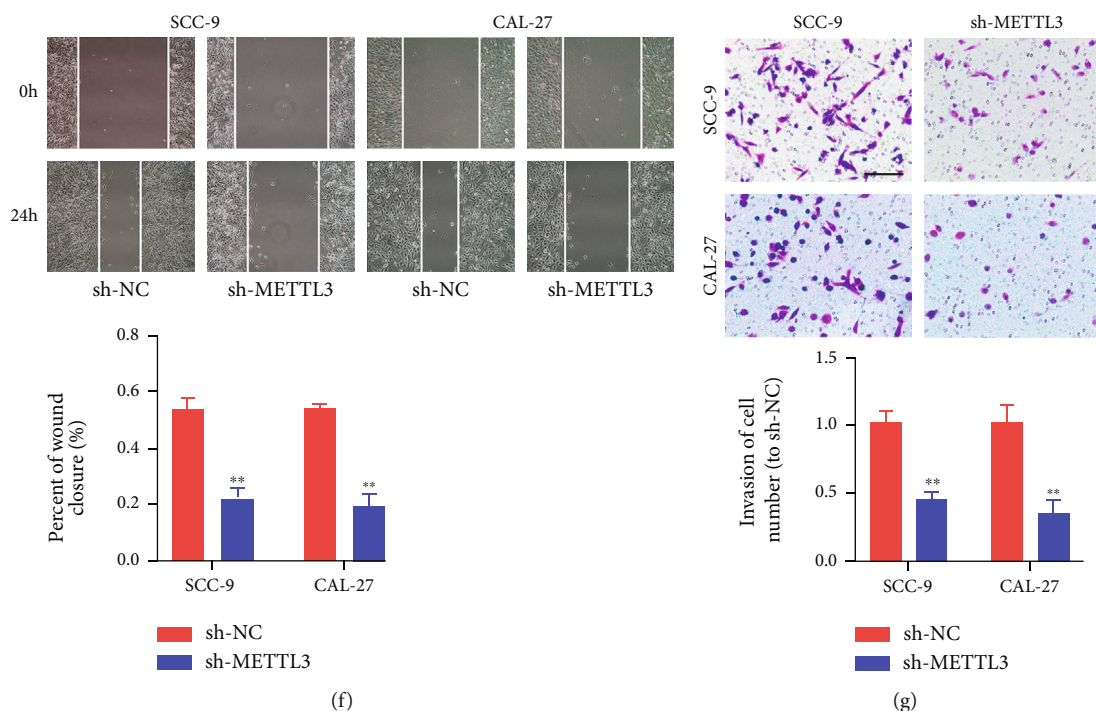 SCC-9 CAL-27
0h
24h
sh-NC sh-METTL3 sh-NC sh-METTL3
Percent of wound
closure (%)
0.8
0.6
0.4
0.2
0.0
**
**
SCC-9 CAL-27
sh-NC
sh-METTL3
(f)
SCC-9 sh-METTL3
SCC-9
CAL-27
Invasion of cell
number (to sh-NC)
1.5
1.0
0.5
0.0
**
**
SCC-9 CAL-27
sh-NC
sh-METTL3
(g)